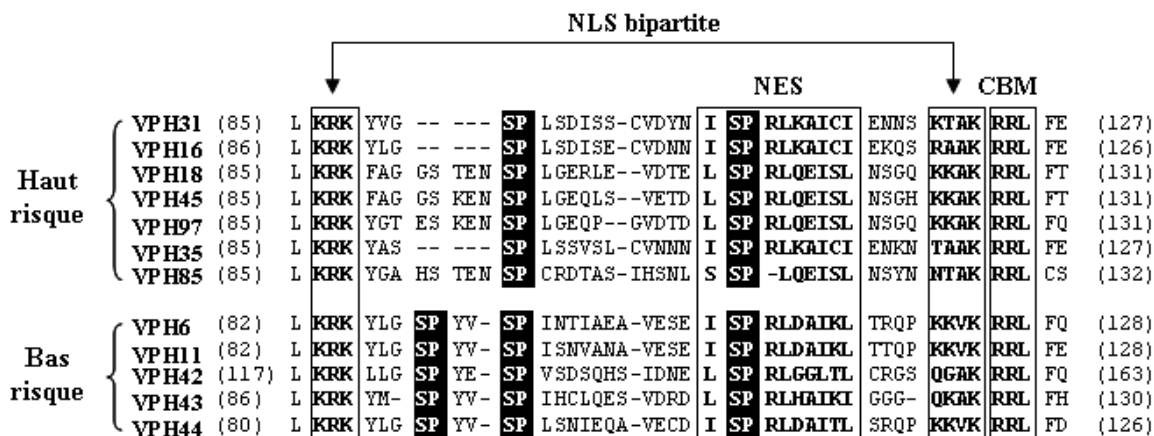 NLS bipartite
NES CBM
VPH31 (85) L KRK YVG -- --- SP LSDISS-CVDYN I SP RLKAICI ENNS KTAK RRL FE (127)
VPH16 (86) L KRK YLG -- --- SP LSDISE-CVDNN I SP RLKAICI EKQS RAAK RRL FE (126)
Haut risque
VPH18 (85) L KRK FAG GS TEN SP LGERLE--VDTE L SP RLQEISL NSGQ KKAK RRL FT (131)
VPH45 (85) L KRK FAG GS KEN SP LGEQLS--VETD L SP RLQEISL NSGH KKAK RRL FT (131)
VPH97 (85) L KRK YGT ES KEN SP LGEQP--GVDTD L SP RLQEISL NSGQ KKAK RRL FQ (131)
VPH35 (85) L KRK YAS -- --- SP LSSVSL-CVNNN I SP RLKAICI ENKN TAAK RRL FE (127)
VPH85 (85) L KRK YGA HS TEN SP CRDTAS-IHSNL S SP -LQEISL NSYN NTAK RRL CS (132)
VPH6 (82) L KRK YLG SP YV- SP INTIAEA-VESE I SP RLDAIKL TRQP KKVK RRL FQ (128)
VPH11 (82) L KRK YLG SP YV- SP ISNVANA-VESE I SP RLDAIKL TTQP KKVK RRL FE (128)
Bas risque
VPH42 (117) L KRK LLG SP YE- SP VSDSQHS-IDNE L SP RLGGLTL CRGS QGAK RRL FQ (163)
VPH43 (86) L KRK YM- SP YV- SP IHCLQES-VDRD L SP RLHAIKI GGG- QKAK RRL FH (130)
VPH44 (80) L KRK YLG SP YV- SP LSNIEQA-VECD I SP RLDAITL SRQP KKVK RRL FD (126)